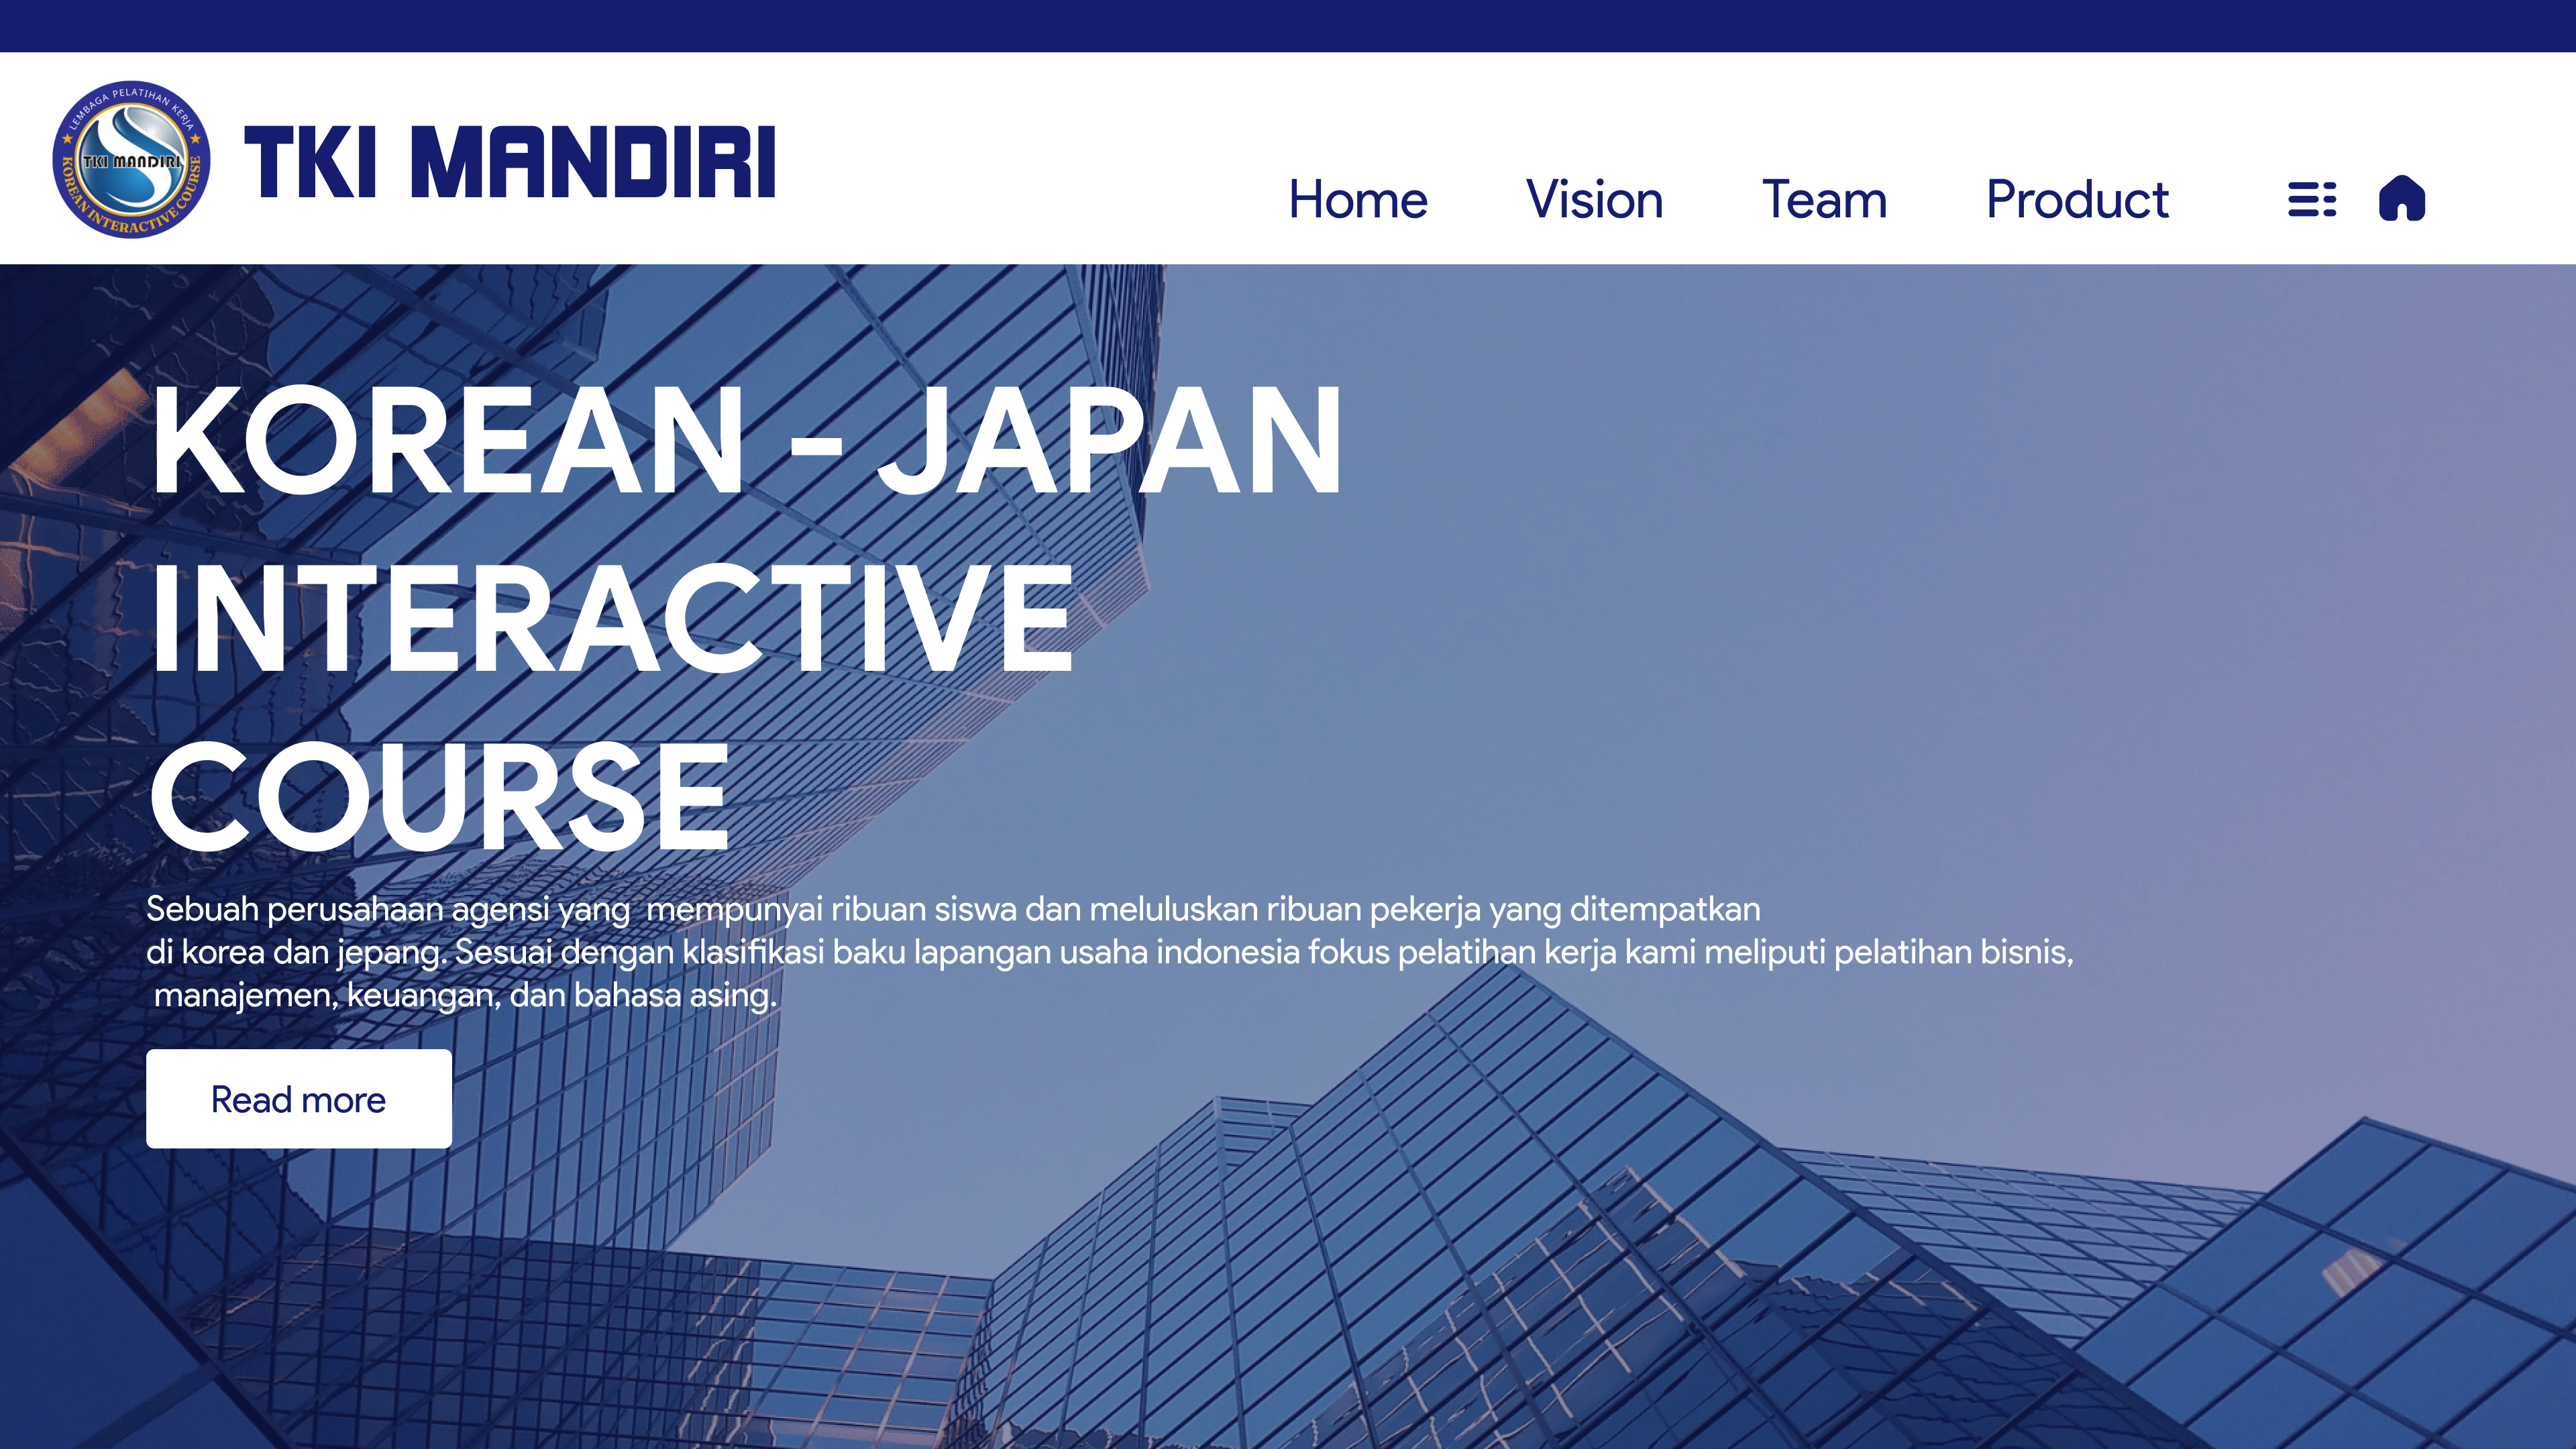 LEMBAGA PELATIHAN KERJA
TKI MANDIRI
KOREAN INTERACTIVE COURSE
TKI MANDIRI
Home Vision Team Product
KOREAN - JAPAN
INTERACTIVE
COURSE
Sebuah perusahaan agensi yang mempunyai ribuan siswa dan meluluskan ribuan pekerja yang ditempatkan
di korea dan jepang. Sesuai dengan klasifikasi baku lapangan usaha indonesia fokus pelatihan kerja kami meliputi pelatihan bisnis,
manajemen, keuangan, dan bahasa asing.
Read more